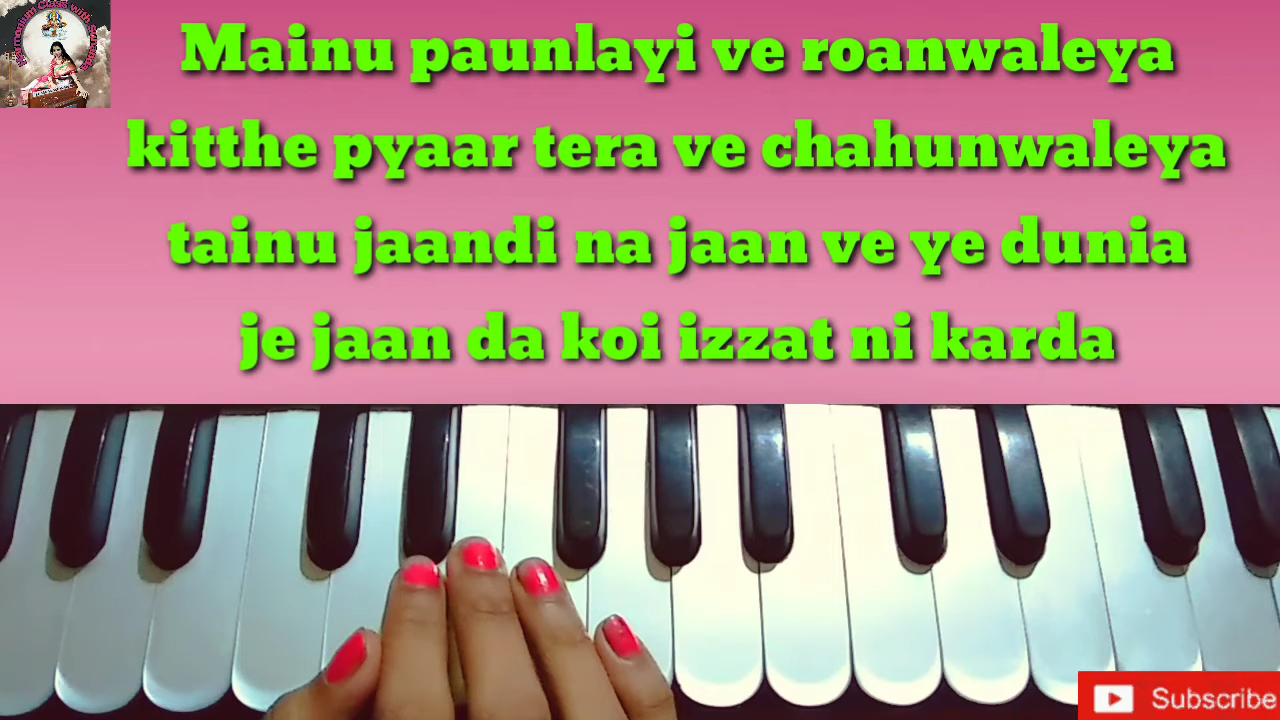 Mainu paunlayi ve roanwaleya
kitthe pyaar tera ve chahunwaleya
tainu jaandi na jaan ve ye dunia
je jaan da koi izzat ni karda
Subscribe